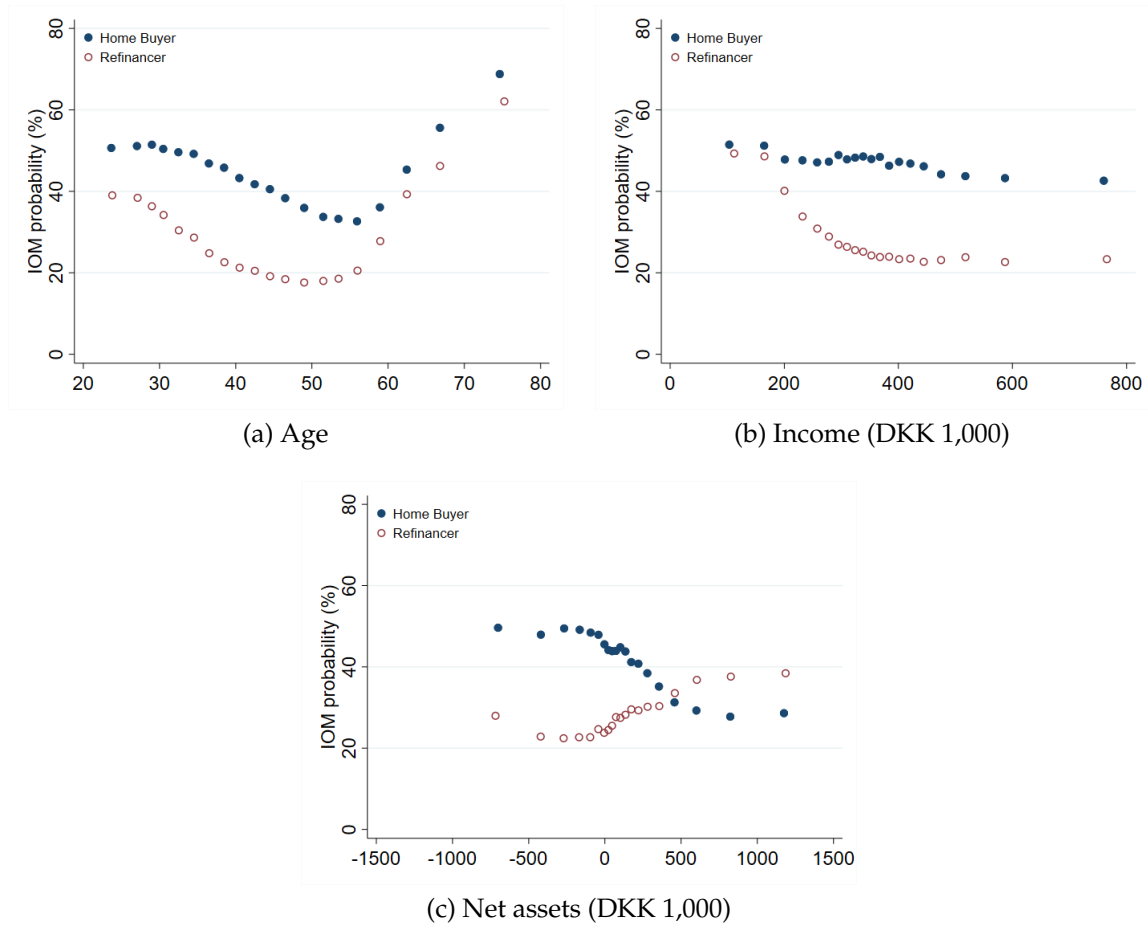 Home Buyer
Refinancer
IOM probability (%)
0
20
40
60
80
20 30 40 50 60 70 80
(a) Age
Home Buyer
Refinancer
IOM probability (%)
0
20
40
60
80
0 200 400 600 800
(b) Income (DKK 1,000)
Home Buyer
Refinancer
IOM probability (%)
0
20
40
60
80
-1500 -1000 -500 0 500 1000 1500
(c) Net assets (DKK 1,000)